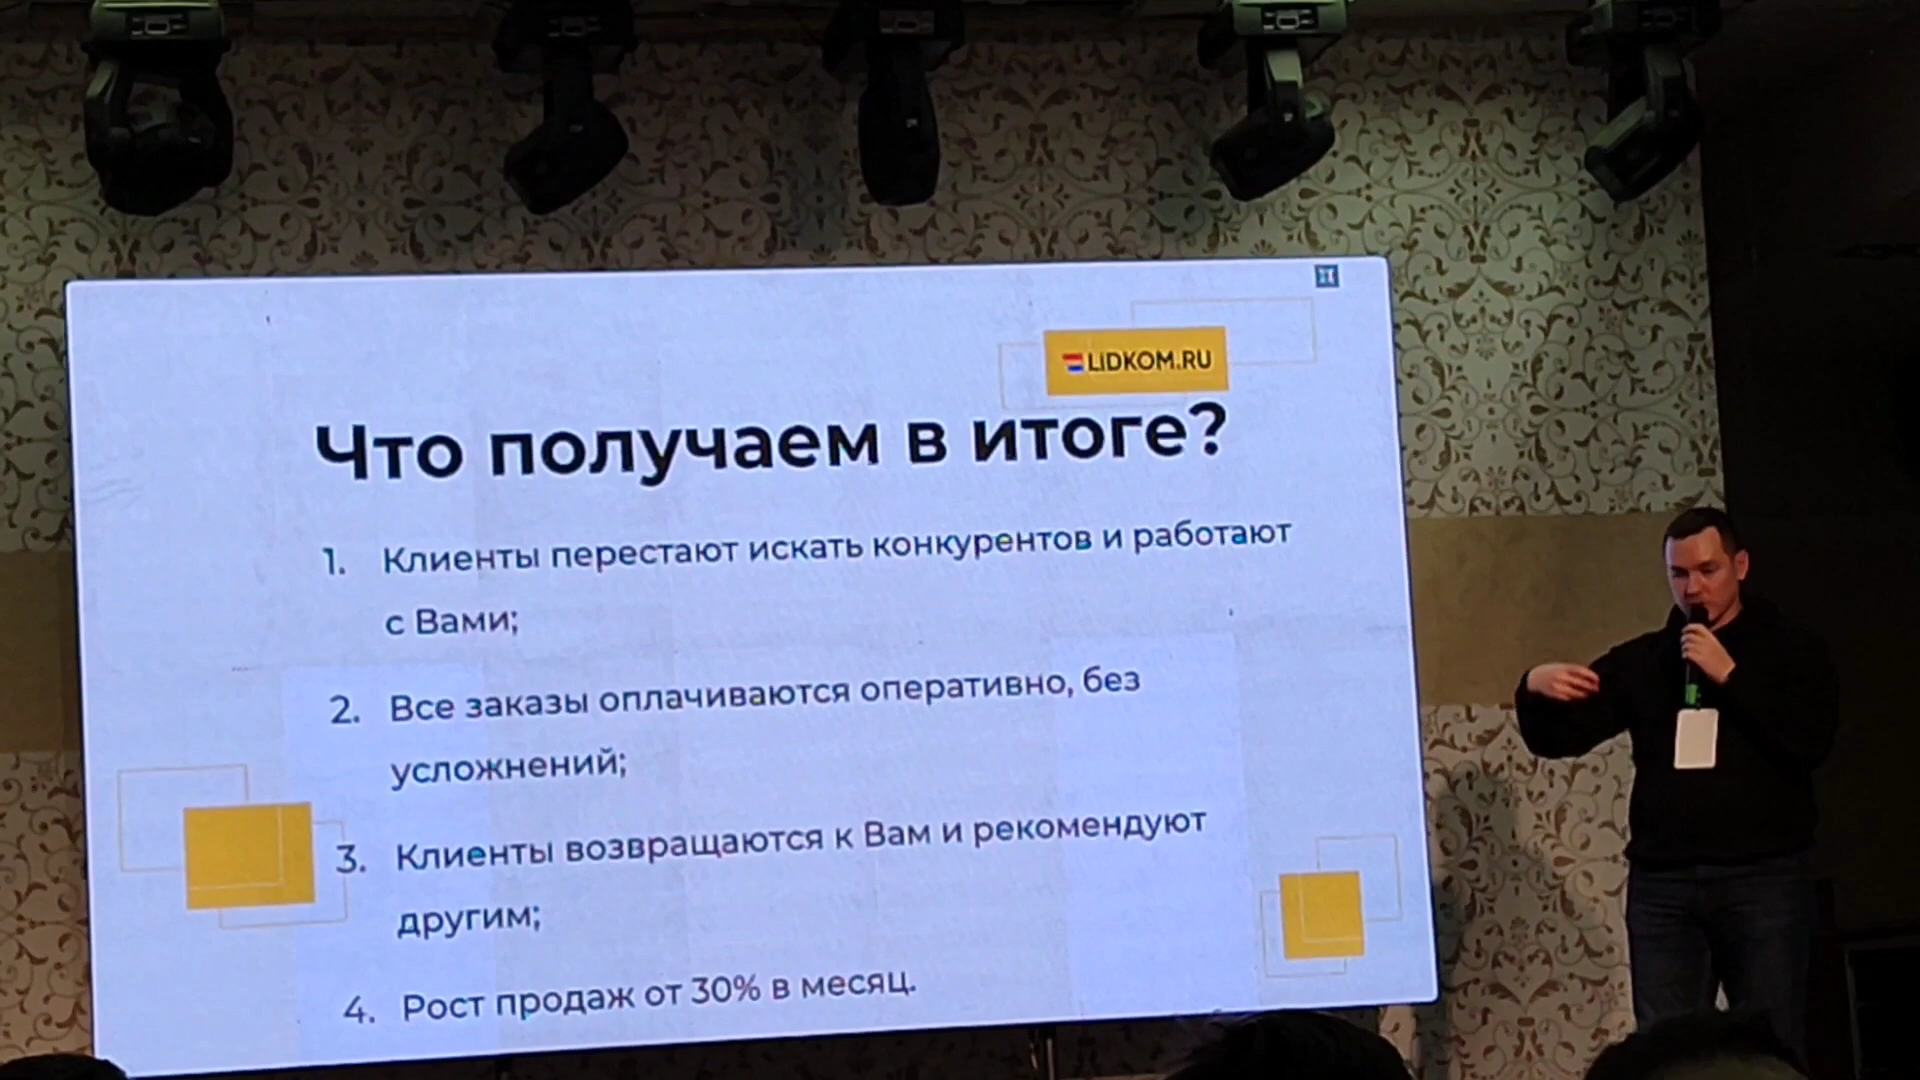 LIDKOM.RU
Что получаем в итоге?
1. Клиенты перестают искать конкурентов и работают
с Вами;
2. Все заказы оплачиваются оперативно, без
усложнений;
3. Клиенты возвращаются к Вам и рекомендуют
другим;
4. Рост продаж от 30% в месяц.